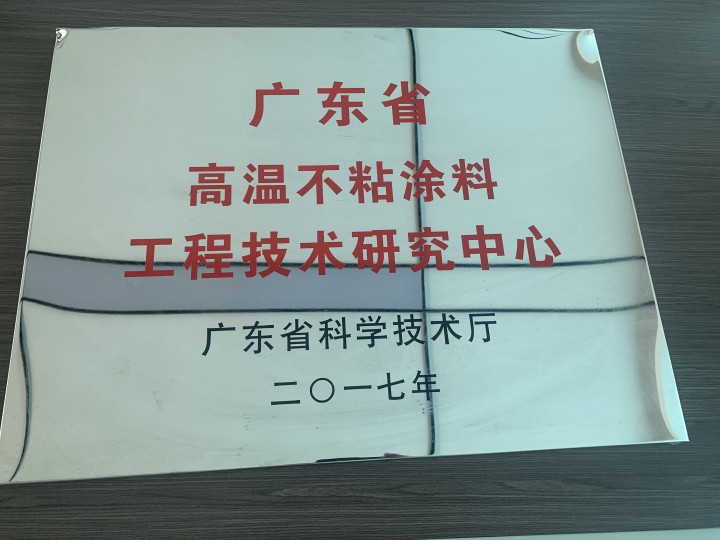 广东省
高温不粘涂料
工程技术研究中心
广东省科学技术厅
二〇一七年